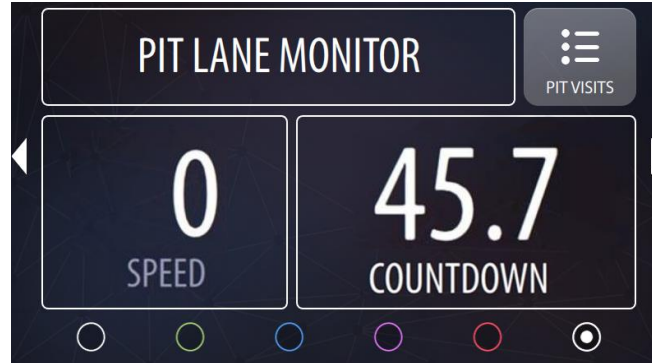 PIT LANE MONITOR
PIT VISITS
0
SPEED
45.7
COUNTDOWN